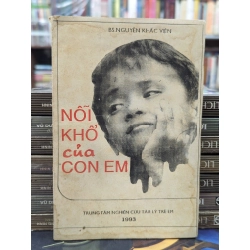 BS NGUYỄN KHẮC VIỆN
NỖI
KHỔ
của
CON EM
TRUNG TÂM NGHIÊN CỨU TÂM LÝ TRẺ EM
1993